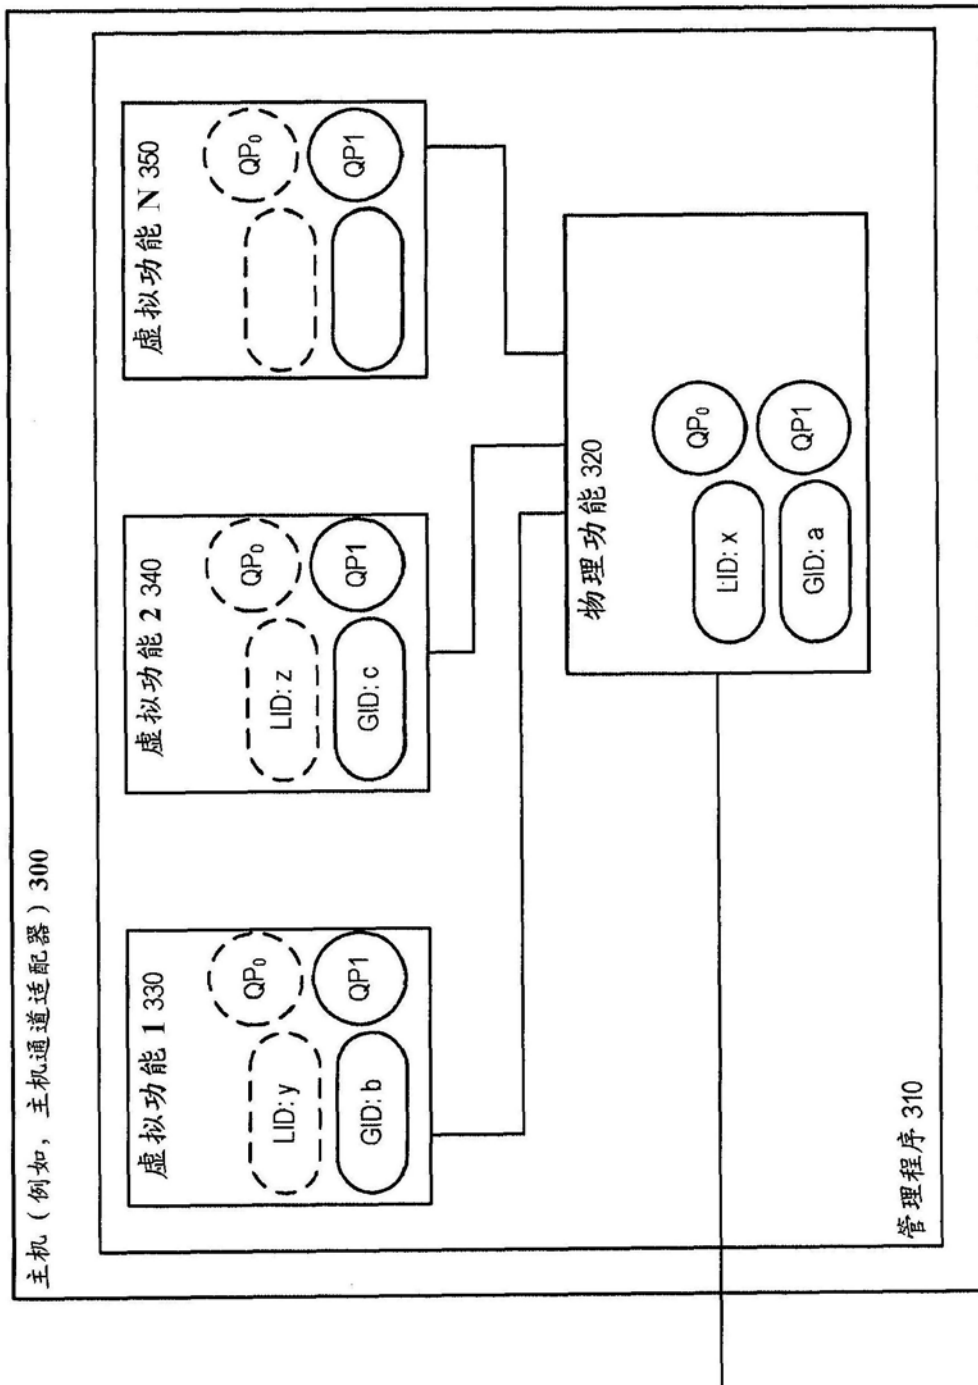 主机（例如，主机通道适配器）300
虚拟功能 1 330
LID: y
QP₀
GID: b
QP1
虚拟功能 2 340
LID: z
QP₀
GID: c
QP1
虚拟功能 N 350
QP₀
QP1
物理功能 320
LID: x
QP₀
GID: a
QP1
管理程序 310